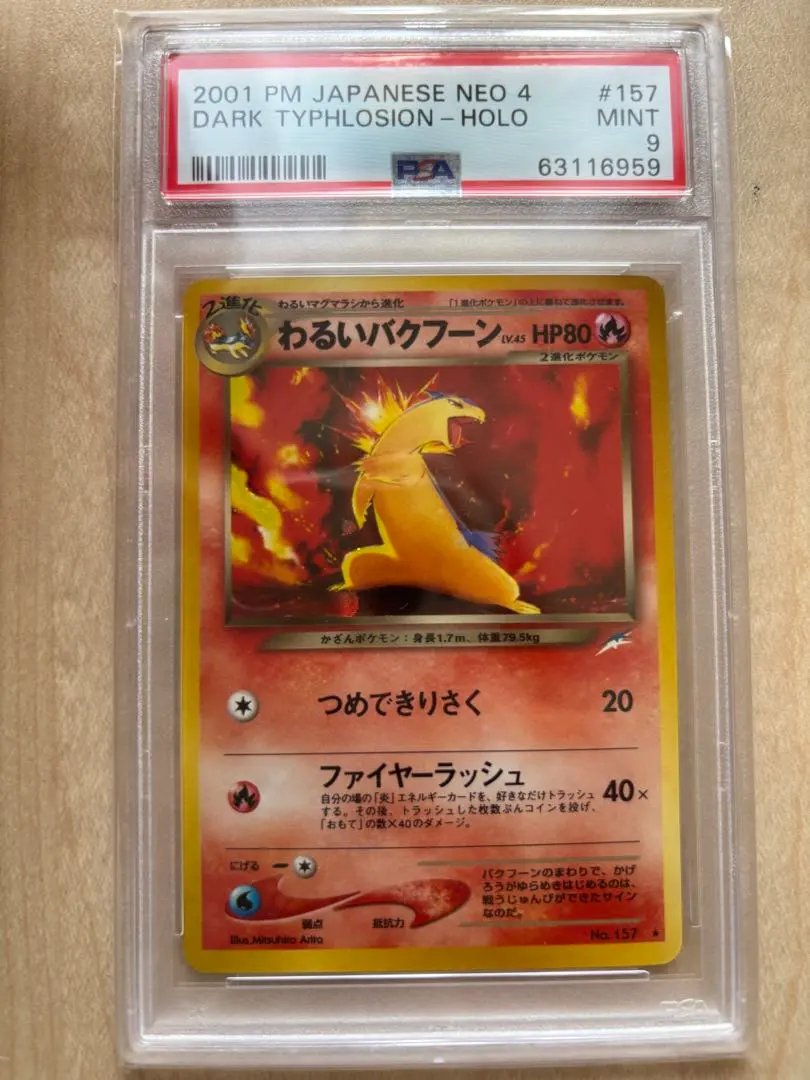 2001 PM JAPANESE NEO 4 #157
DARK TYPHLOSION - HOLO MINT
9
PSA 63116959
2進化
わるいマグマラシから進化 「1進化ポケモン」の上に重ねて進化させます。
わるいバクフーン LV.45 HP80
2進化ポケモン
かざんポケモン:身長1.7m、体重79.5kg
つめできりさく 20
ファイヤーラッシュ
自分の場の「炎」エネルギーカードを、好きなだけトラッシュ
する。その後、トラッシュした枚数ぶんコインを投げ、
「おもて」の数×40のダメージ。
40×
にげる
弱点 抵抗力
バクフーンのまわりで、かげ
ろうがゆらめきはじめるのは、
戦うじゅんびができたサイン
なのだ。
Illus. Mitsuhiro Arita No. 157 ★
PSA